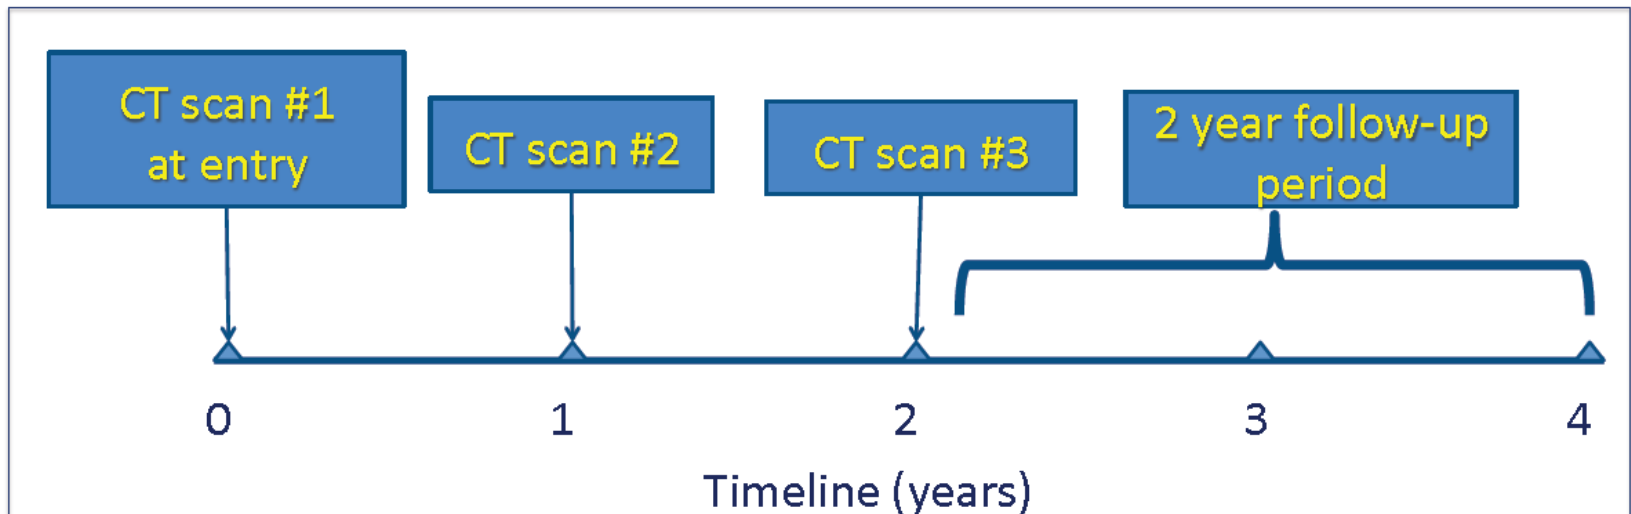 CT scan #1
at entry
CT scan #2
CT scan #3
2 year follow-up
period
0
1
2
3
4
Timeline (years)